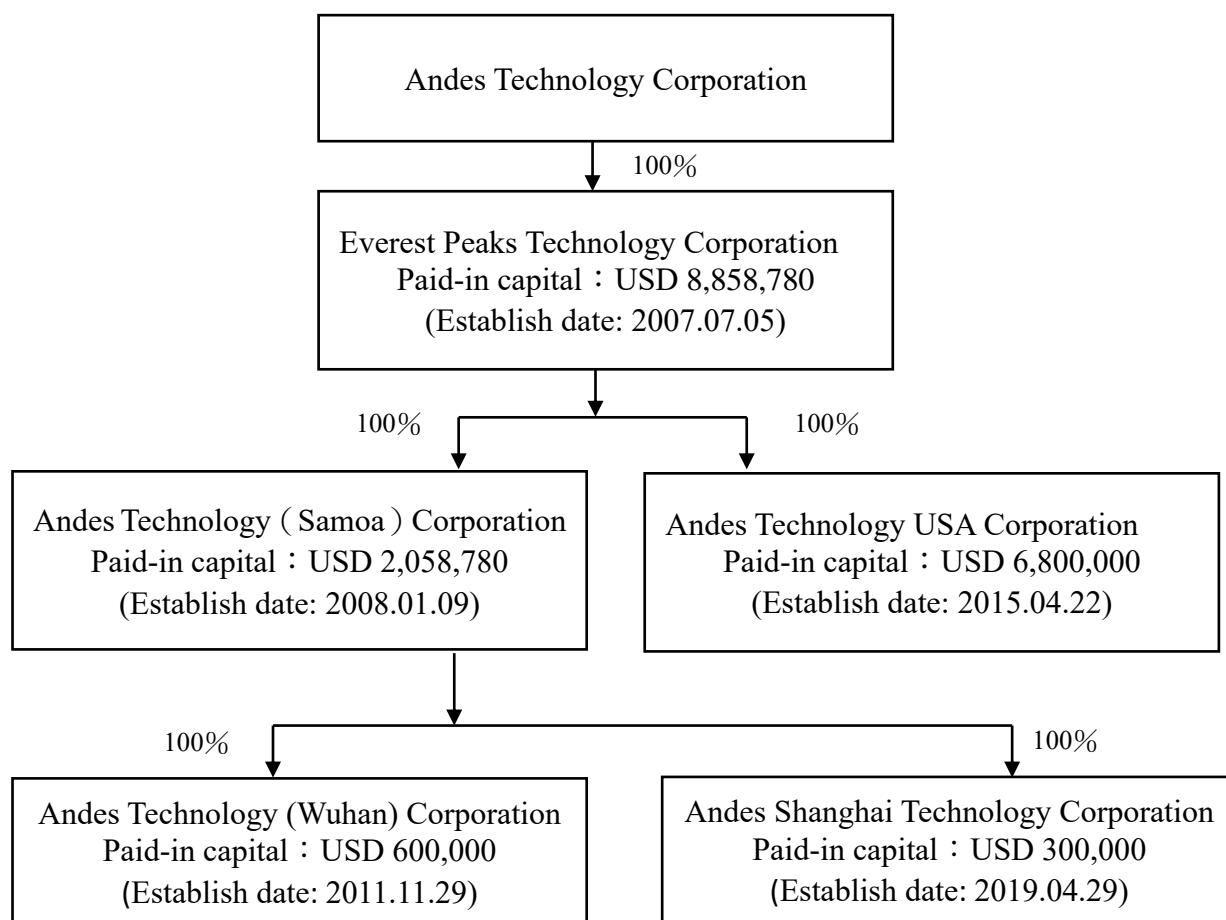 Andes Technology Corporation
100%
Everest Peaks Technology Corporation
Paid-in capital：USD 8,858,780
(Establish date: 2007.07.05)
100%
100%
Andes Technology（Samoa）Corporation
Paid-in capital：USD 2,058,780
(Establish date: 2008.01.09)
Andes Technology USA Corporation
Paid-in capital：USD 6,800,000
(Establish date: 2015.04.22)
100%
100%
Andes Technology (Wuhan) Corporation
Paid-in capital：USD 600,000
(Establish date: 2011.11.29)
Andes Shanghai Technology Corporation
Paid-in capital：USD 300,000
(Establish date: 2019.04.29)